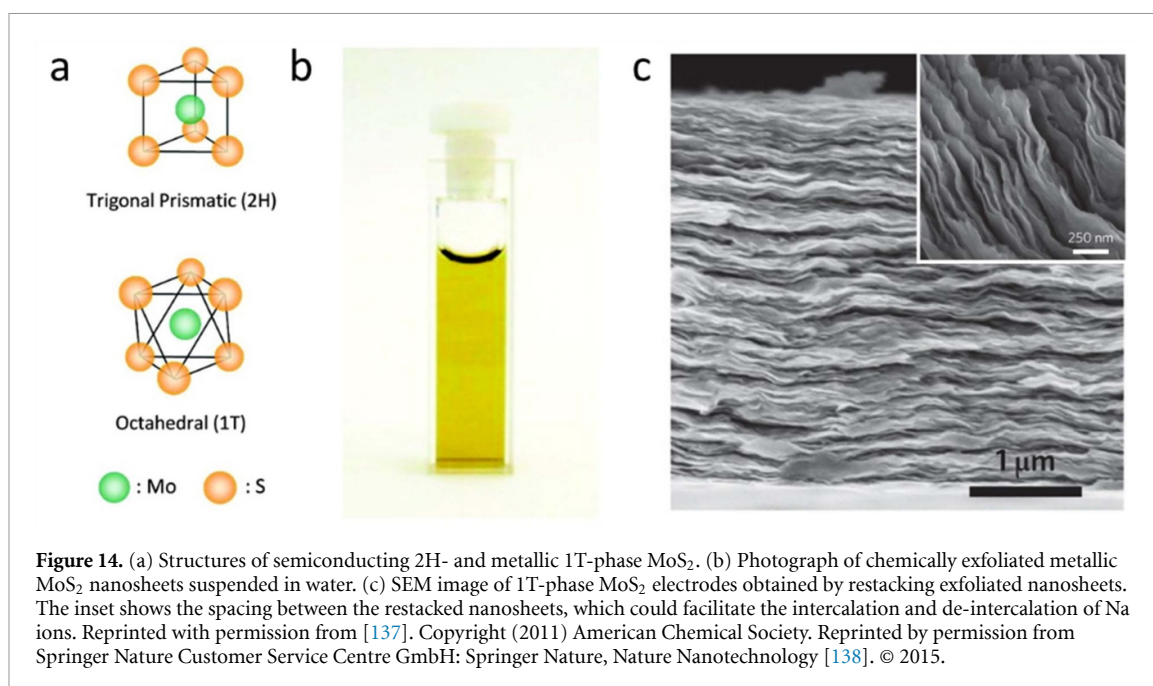 a
b
c
Trigonal Prismatic (2H)
Octahedral (1T)
: Mo
: S
250 nm
1 μm
Figure 14. (a) Structures of semiconducting 2H- and metallic 1T-phase MoS₂. (b) Photograph of chemically exfoliated metallic
MoS₂ nanosheets suspended in water. (c) SEM image of 1T-phase MoS₂ electrodes obtained by restacking exfoliated nanosheets.
The inset shows the spacing between the restacked nanosheets, which could facilitate the intercalation and de-intercalation of Na
ions. Reprinted with permission from [137]. Copyright (2011) American Chemical Society. Reprinted by permission from
Springer Nature Customer Service Centre GmbH: Springer Nature, Nature Nanotechnology [138]. © 2015.